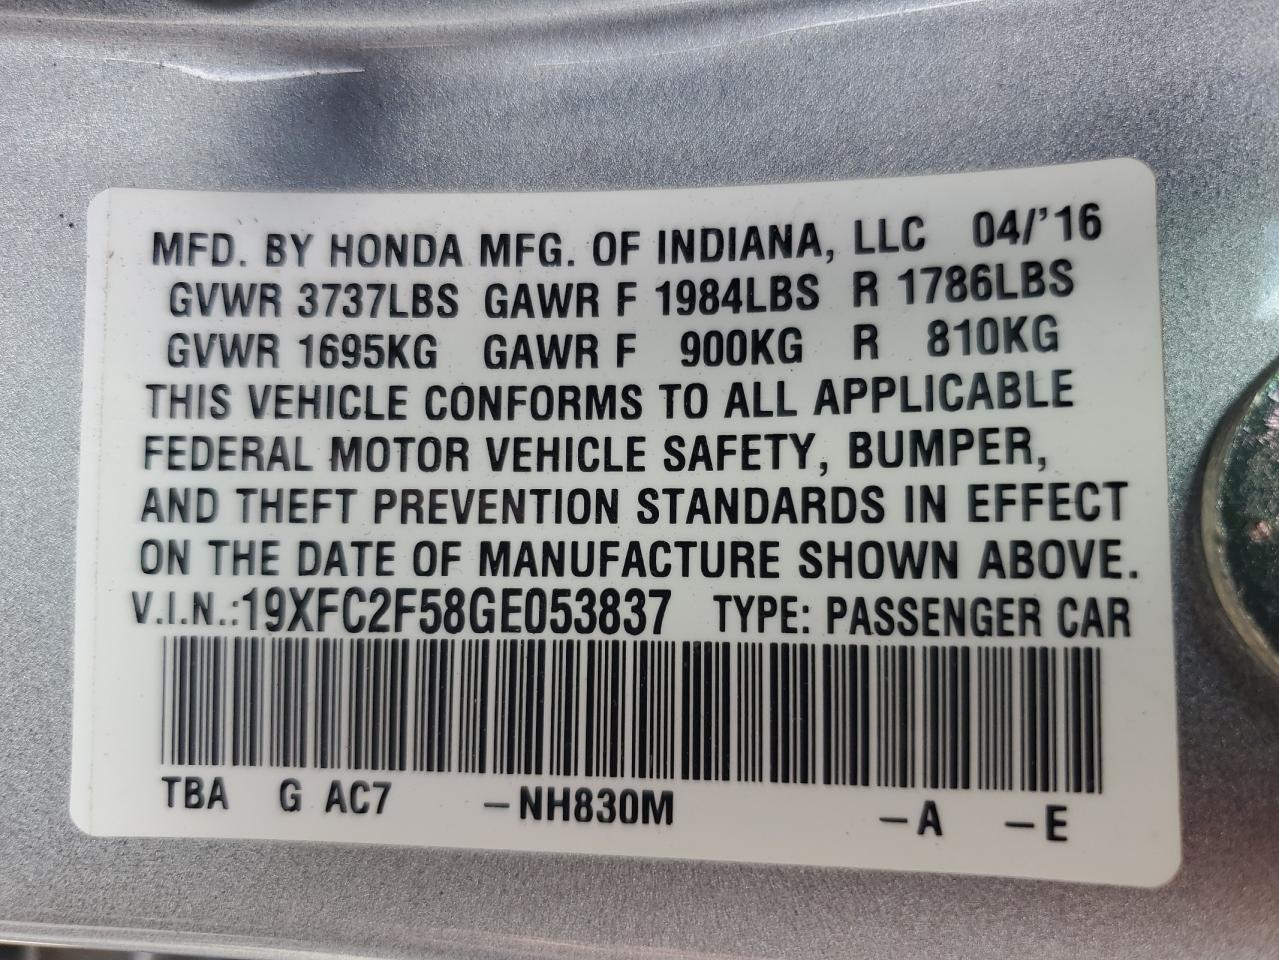 MFD. BY HONDA MFG. OF INDIANA, LLC 04/'16
GVWR 3737LBS GAWR F 1984LBS R 1786LBS
GVWR 1695KG GAWR F 900KG R 810KG
THIS VEHICLE CONFORMS TO ALL APPLICABLE
FEDERAL MOTOR VEHICLE SAFETY, BUMPER,
AND THEFT PREVENTION STANDARDS IN EFFECT
ON THE DATE OF MANUFACTURE SHOWN ABOVE.
V.I.N.:19XFC2F58GE053837 TYPE: PASSENGER CAR
TBA G AC7 –NH830M –A –E